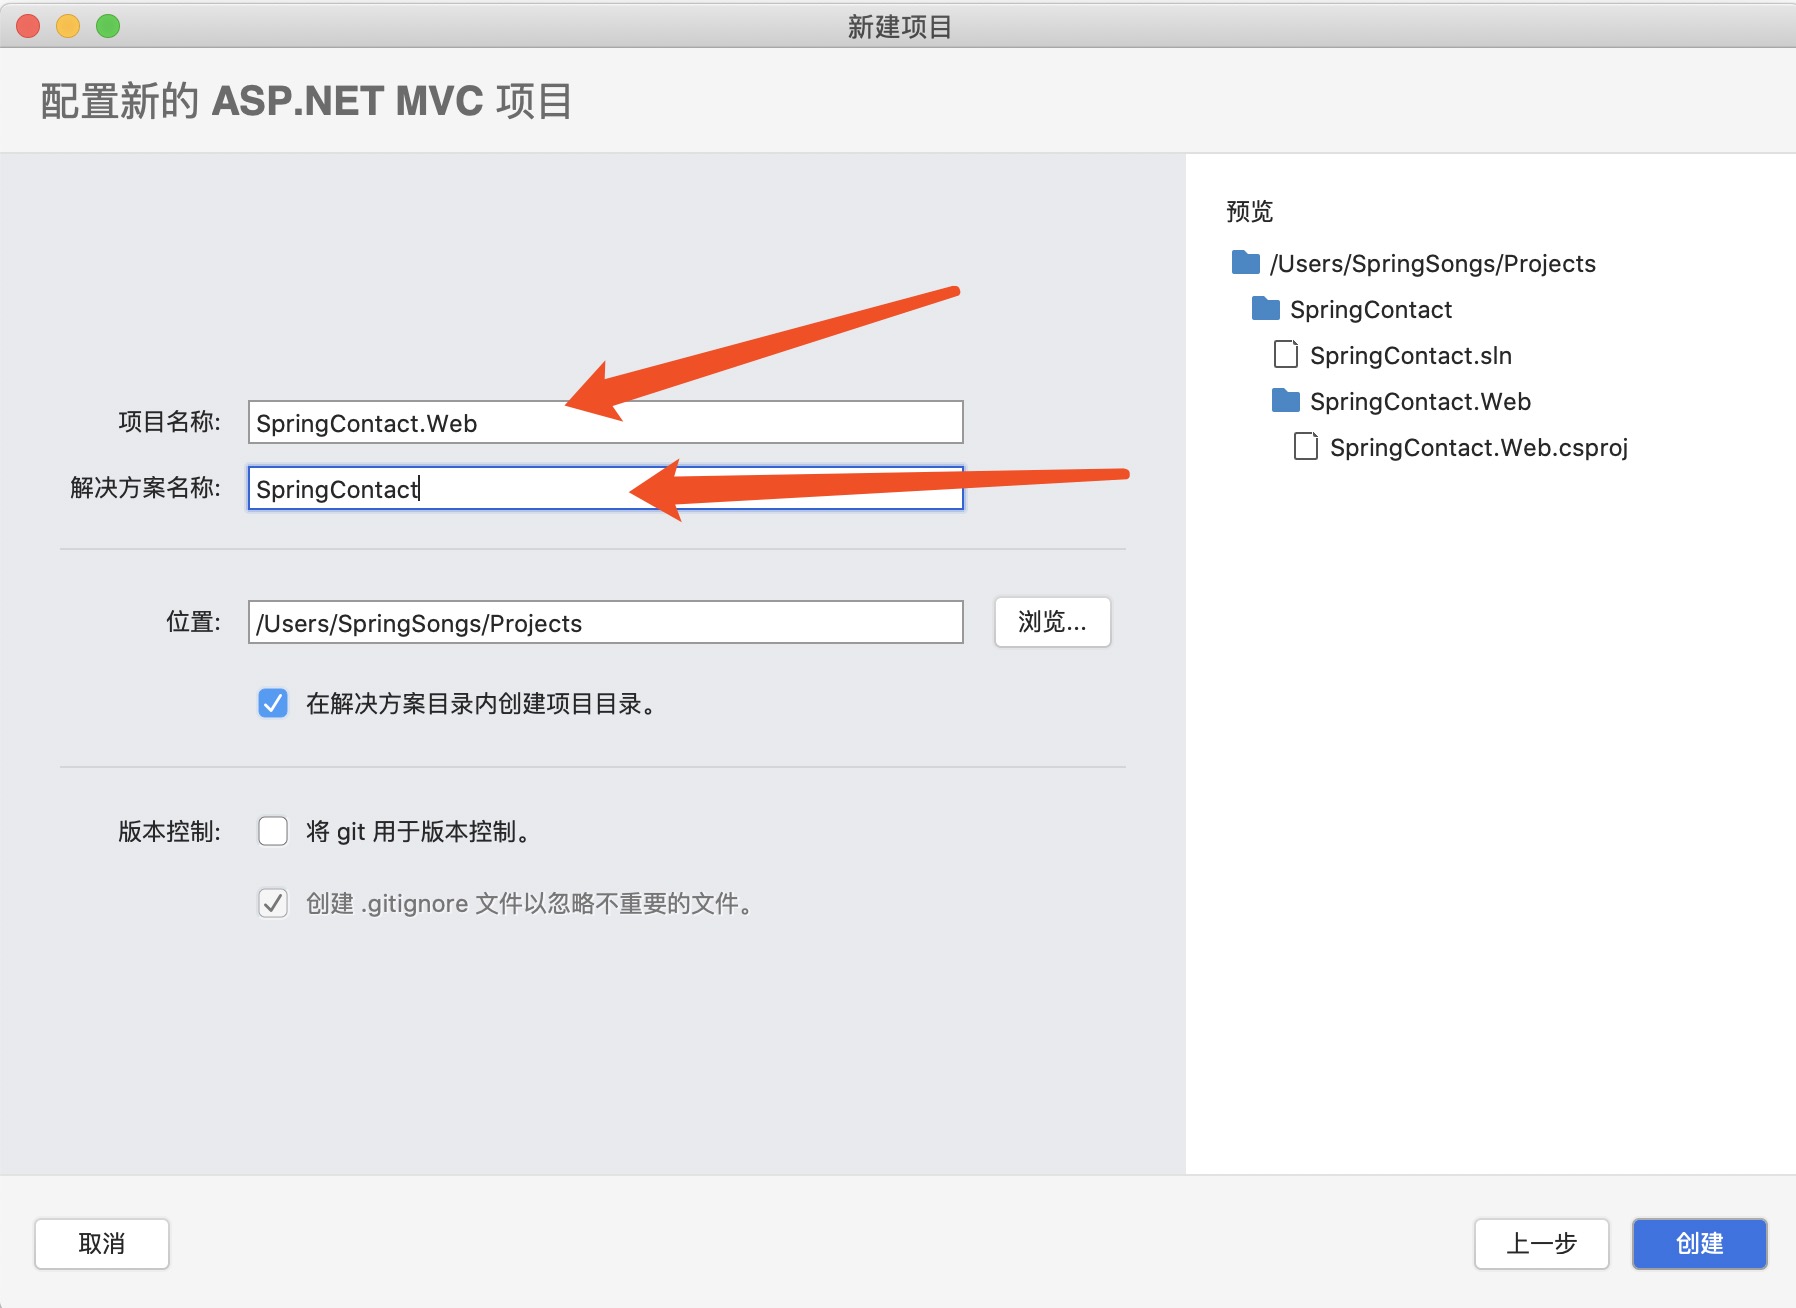 新建项目
配置新的 ASP.NET MVC 项目
项目名称: SpringContact.Web
解决方案名称: SpringContact
位置: /Users/SpringSongs/Projects 浏览...
在解决方案目录内创建项目目录。
版本控制: 将 git 用于版本控制。
创建 .gitignore 文件以忽略不重要的文件。
预览
/Users/SpringSongs/Projects
SpringContact
SpringContact.sln
SpringContact.Web
SpringContact.Web.csproj
取消 上一步 创建